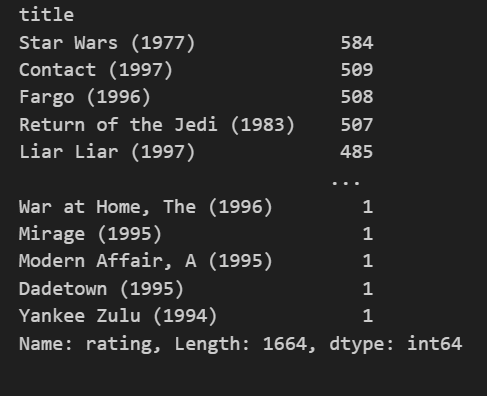 title
Star Wars (1977) 584
Contact (1997) 509
Fargo (1996) 508
Return of the Jedi (1983) 507
Liar Liar (1997) 485
...
War at Home, The (1996) 1
Mirage (1995) 1
Modern Affair, A (1995) 1
Dadetown (1995) 1
Yankee Zulu (1994) 1
Name: rating, Length: 1664, dtype: int64